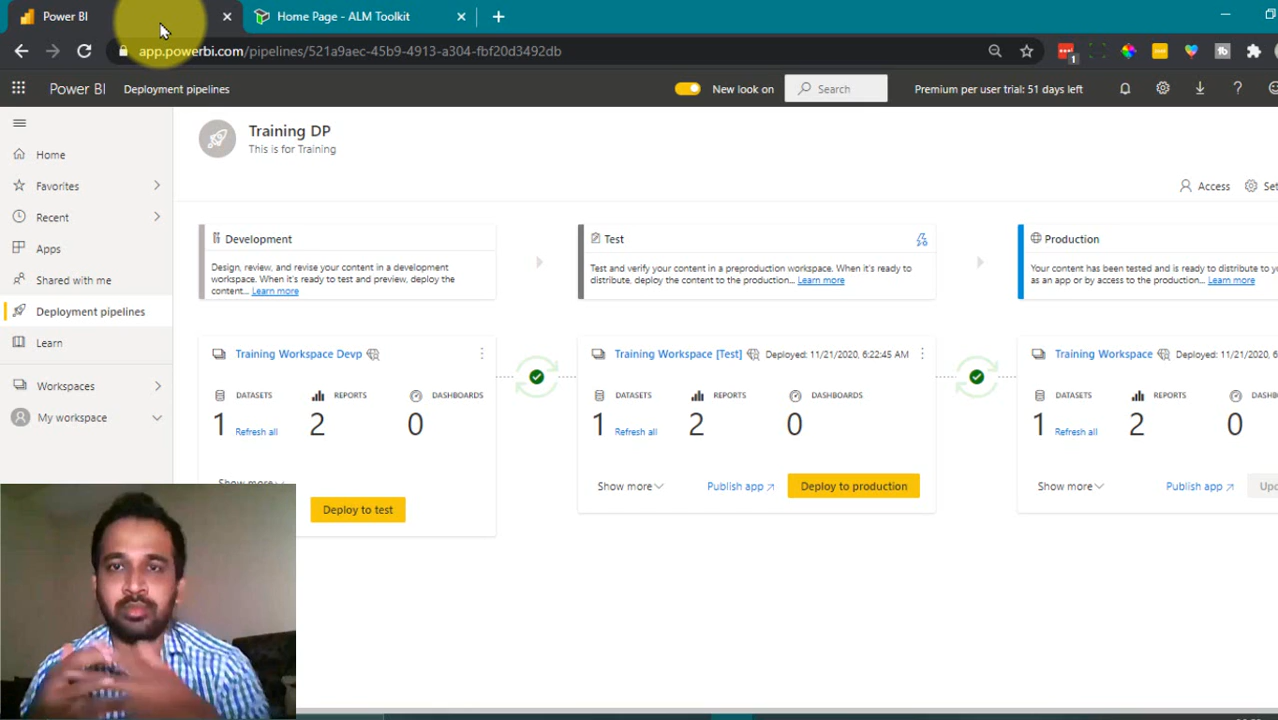 Power BI
Home Page - ALM Toolkit
app.powerbi.com/pipelines/521a9aec-45b9-4913-a304-fbf20d3492db
1
Power BI
Deployment pipelines
New look on
Search
Premium per user trial: 51 days left
Training DP
This is for Training
Home
Favorites
Recent
Apps
Shared with me
Deployment pipelines
Learn
Workspaces
My workspace
Access
Set
Development
Design, review, and revise your content in a development
workspace. When it's ready to test and preview, deploy the
content... Learn more
Test
Test and verify your content in a preproduction workspace. When it's ready to
distribute, deploy the content to the production... Learn more
Production
Your content has been tested and is ready to distribute to yo
as an app or by access to the production... Learn more
Training Workspace Devp
DATASETS
REPORTS
DASHBOARDS
1 Refresh all 2 0
Show more
Deploy to test
Training Workspace [Test]
Deployed: 11/21/2020, 6:22:45 AM
DATASETS
REPORTS
DASHBOARDS
1 Refresh all 2 0
Show more
Publish app
Deploy to production
Training Workspace
Deployed: 11/2
DATASETS
REPORTS
DASHB
1 Refresh all 2 0
Show more
Publish app
Upd